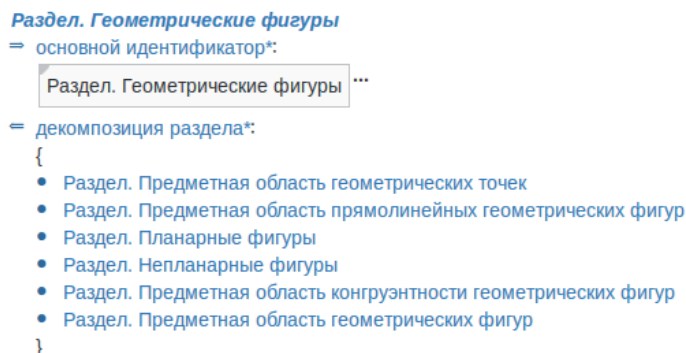 Раздел. Геометрические фигуры
⇒ основной идентификатор*:
Раздел. Геометрические фигуры ...
⇐ декомпозиция раздела*:
{
• Раздел. Предметная область геометрических точек
• Раздел. Предметная область прямолинейных геометрических фигур
• Раздел. Планарные фигуры
• Раздел. Непланарные фигуры
• Раздел. Предметная область конгруэнтности геометрических фигур
• Раздел. Предметная область геометрических фигур
}